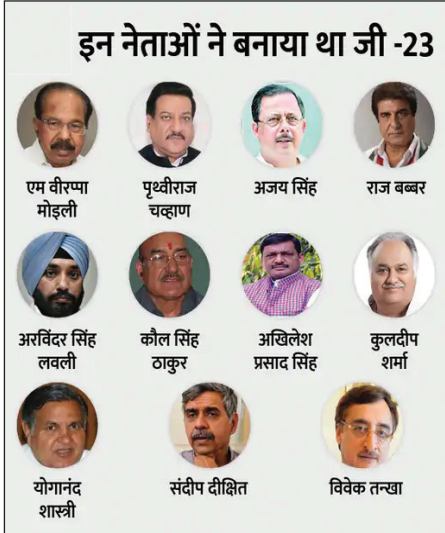 इन नेताओं ने बनाया था जी -23
एम वीरप्पा
मोइली
पृथ्वीराज
चव्हाण
अजय सिंह
राज बब्बर
अरविंदर सिंह
लवली
कौल सिंह
ठाकुर
अखिलेश
प्रसाद सिंह
कुलदीप
शर्मा
योगानंद
शास्त्री
संदीप दीक्षित
विवेक तन्खा